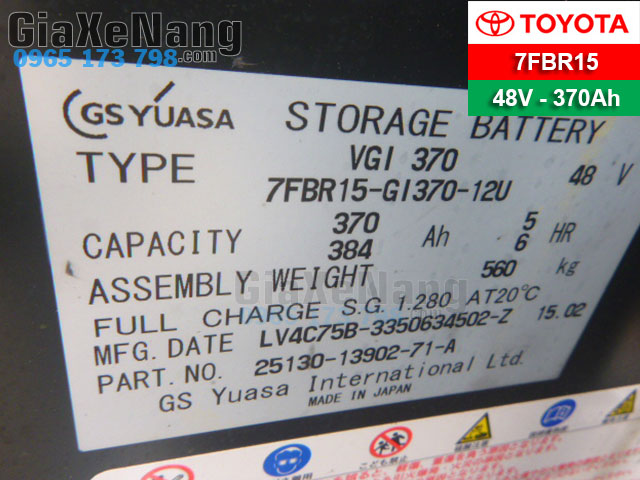 GiaXeNang
0965 173 798.com
TOYOTA
7FBR15
48V - 370Ah
GS YUASA STORAGE BATTERY
TYPE VGI 370
7FBR15-GI370-12U 48 V
CAPACITY 370 Ah 5 HR
384 6
ASSEMBLY WEIGHT 560 kg
GiaXeNang
FULL CHARGE S.G. 1.280 AT20℃
MFG. DATE LV4C75B-3350634502-Z 15.02
PART. NO. 25130-13902-71-A
GS Yuasa International Ltd.
MADE IN JAPAN